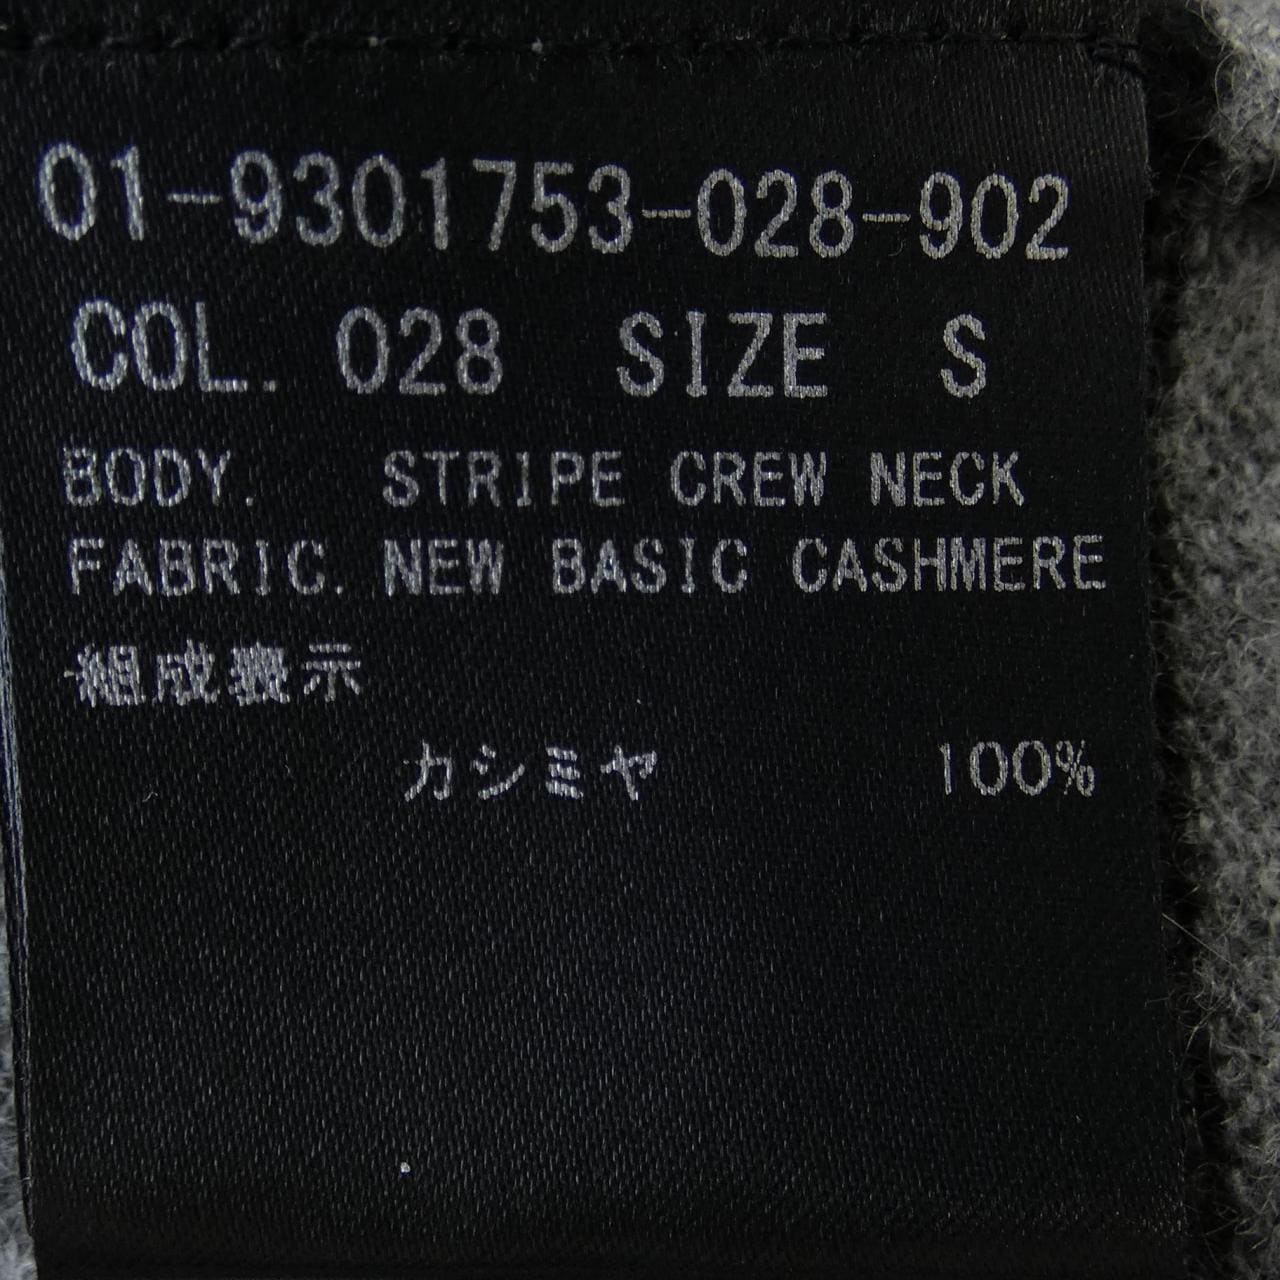 01-9301753-028-902
COL. 028 SIZE S
BODY. STRIPE CREW NECK
FABRIC. NEW BASIC CASHMERE
組成表示
カシミヤ 100%